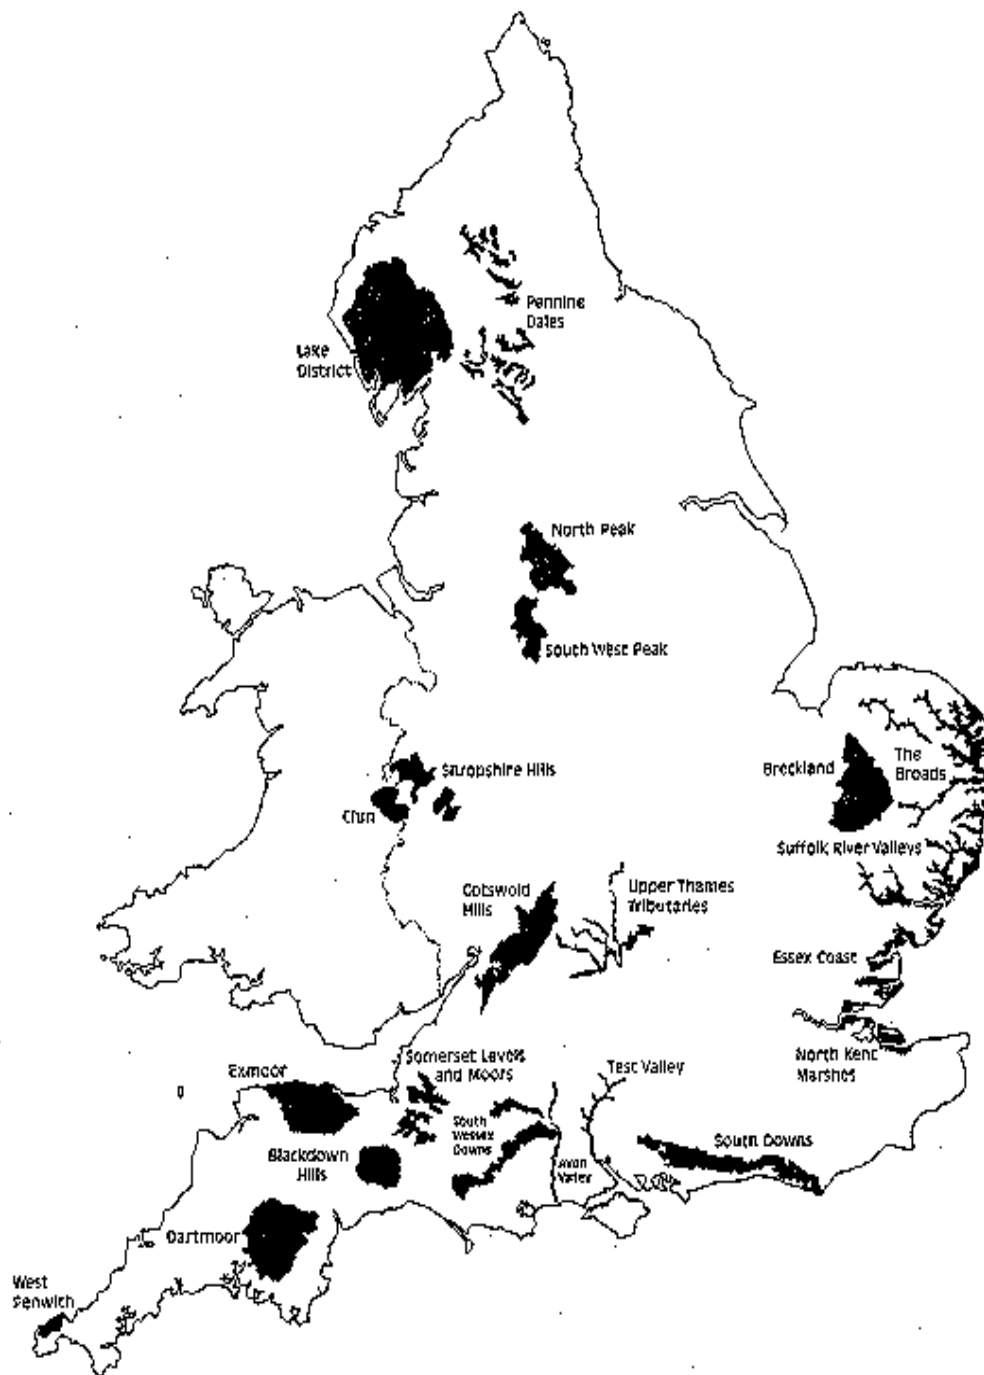 Pennine
Dales
Lake
District
North Peak
South West Peak
Shropshire Hills
Clun
Breckland
The
Broads
Suffolk River Valleys
Cotswold
Hills
Upper Thames
Tributaries
Essex Coast
North Kent
Marshes
Exmoor
Somerset Levels
and Moors
Test Valley
South
Wessex
Downs
South Downs
Blackdown
Hills
Avon
Valley
Dartmoor
West
Penwith